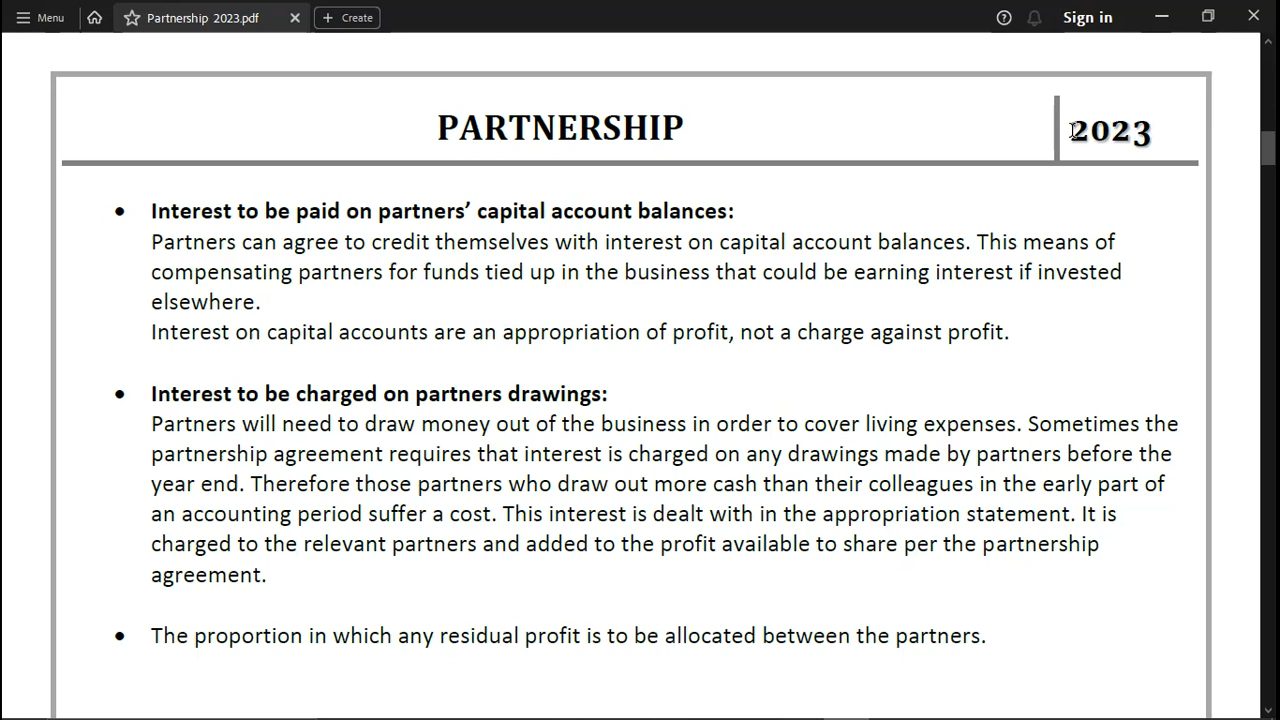 Menu
Partnership 2023.pdf
Create
Sign in
PARTNERSHIP
2023
• Interest to be paid on partners’ capital account balances:
Partners can agree to credit themselves with interest on capital account balances. This means of
compensating partners for funds tied up in the business that could be earning interest if invested
elsewhere.
Interest on capital accounts are an appropriation of profit, not a charge against profit.
• Interest to be charged on partners drawings:
Partners will need to draw money out of the business in order to cover living expenses. Sometimes the
partnership agreement requires that interest is charged on any drawings made by partners before the
year end. Therefore those partners who draw out more cash than their colleagues in the early part of
an accounting period suffer a cost. This interest is dealt with in the appropriation statement. It is
charged to the relevant partners and added to the profit available to share per the partnership
agreement.
• The proportion in which any residual profit is to be allocated between the partners.